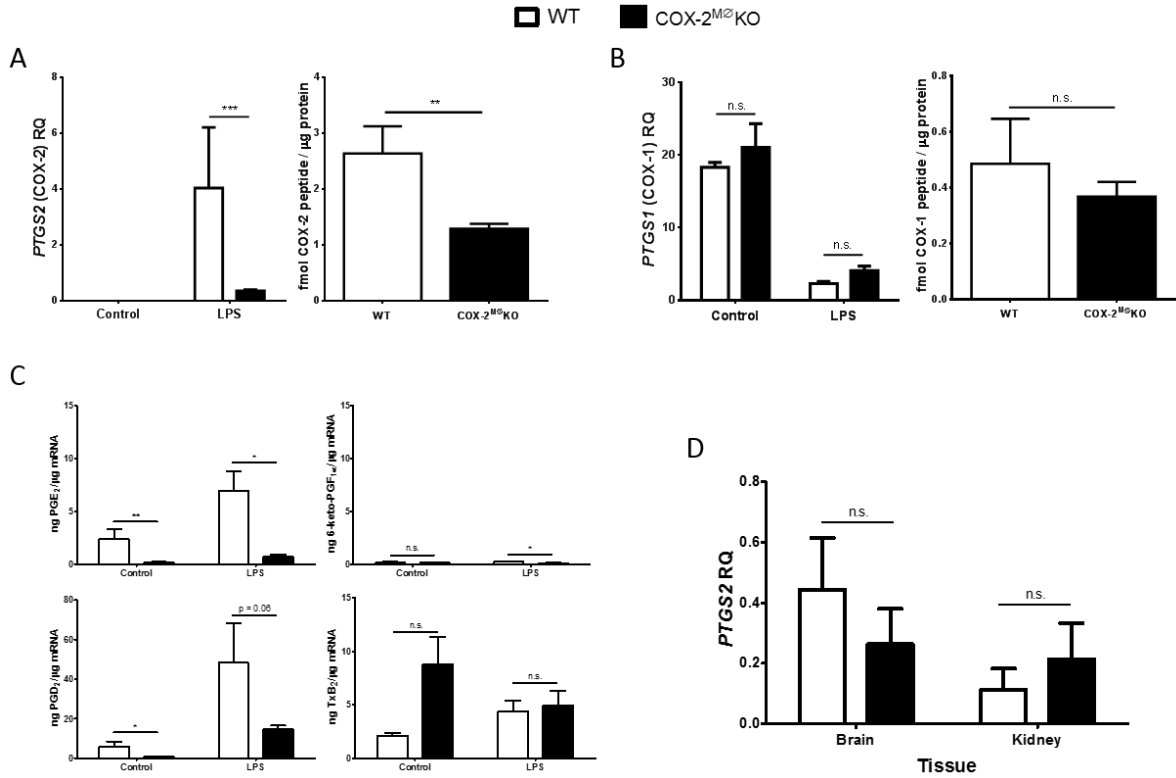 WT
COX-2ᴹᶲKO
A
PTGS2 (COX-2) RQ
8
6
4
2
0
***
Control
LPS
fmol COX-2 peptide / µg protein
4
3
2
1
0
**
WT
COX-2ᴹᶲKO
B
PTGS1 (COX-1) RQ
30
20
10
0
n.s.
n.s.
Control
LPS
fmol COX-1 peptide / µg protein
0.8
0.6
0.4
0.2
0.0
n.s.
WT
COX-2ᴹᶲKO
C
ng PGE₂/µg mRNA
15
10
5
0
**
*
Control
LPS
ng 6-keto-PGF₁α/µg mRNA
15
10
5
0
n.s.
*
Control
LPS
ng PGD₂/µg mRNA
80
60
40
20
0
*
p = 0.06
Control
LPS
ng TxB₂/µg mRNA
15
10
5
0
n.s.
n.s.
Control
LPS
D
PTGS2 RQ
0.8
0.6
0.4
0.2
0.0
n.s.
n.s.
Brain
Kidney
Tissue